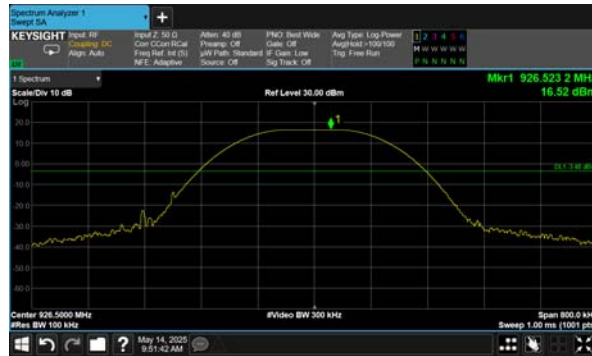 Spectrum Analyzer 1
Swept SA
KEYSIGHT Input: RF
Coupling: DC
Align: Auto
Input Z: 50 Ω
Corr CCorr RCal
Freq Ref: Int (S)
NFE: Adaptive
Atten: 40 dB
Preamp: Off
µW Path: Standard
Source: Off
PNO: Best Wide
Gate: Off
IF Gain: Low
Sig Track: Off
Avg Type: Log-Power
Avg|Hold >100/100
Trig: Free Run
1 2 3 4 5 6
M W W W W W
P N N N N N
1 Spectrum
Scale/Div 10 dB
Ref Level 30.00 dBm
Mkr1 926.523 2 MHz
16.52 dBm
Log
1
20.0
10.0
0.00
-10.0
-20.0
-30.0
-40.0
-50.0
-60.0
Center 926.5000 MHz
#Video BW 300 kHz
Span 800.0 kHz
#Res BW 100 kHz
Sweep 1.00 ms (1001 pts)
?
May 14, 2025
9:51:42 AM